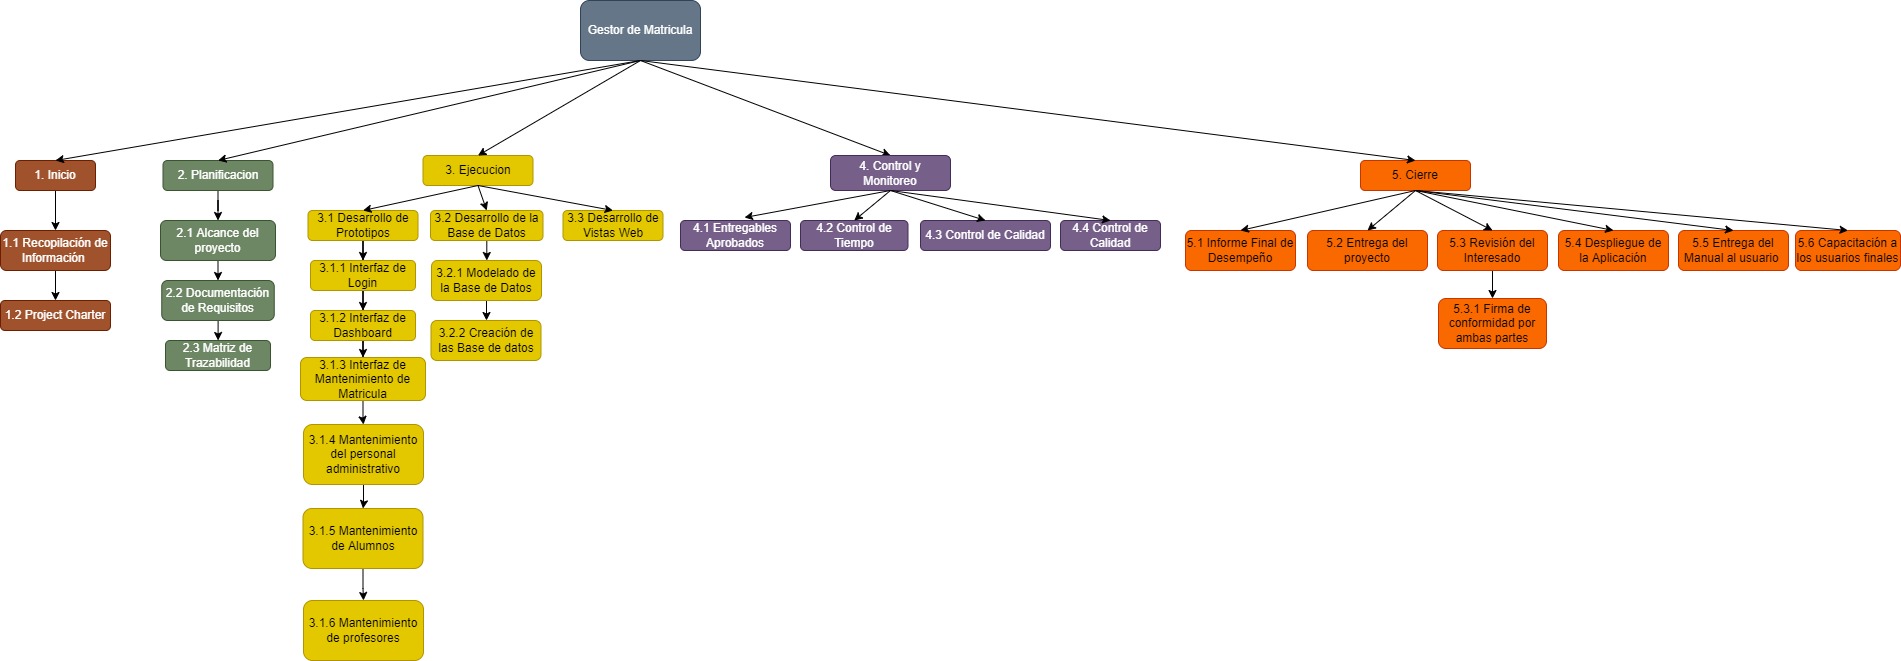 Gestor de Matricula
1. Inicio
1.1 Recopilación de
Información
1.2 Project Charter
2. Planificacion
2.1 Alcance del
proyecto
2.2 Documentación
de Requisitos
2.3 Matriz de
Trazabilidad
3. Ejecucion
3.1 Desarrollo de
Prototipos
3.1.1 Interfaz de
Login
3.1.2 Interfaz de
Dashboard
3.1.3 Interfaz de
Mantenimiento de
Matricula
3.1.4 Mantenimiento
del personal
administrativo
3.1.5 Mantenimiento
de Alumnos
3.1.6 Mantenimiento
de profesores
3.2 Desarrollo de la
Base de Datos
3.2.1 Modelado de
la Base de Datos
3.2.2 Creación de
las Base de datos
3.3 Desarrollo de
Vistas Web
4. Control y
Monitoreo
4.1 Entregables
Aprobados
4.2 Control de
Tiempo
4.3 Control de Calidad
4.4 Control de
Calidad
5. Cierre
5.1 Informe Final de
Desempeño
5.2 Entrega del
proyecto
5.3 Revisión del
Interesado
5.3.1 Firma de
conformidad por
ambas partes
5.4 Despliegue de
la Aplicación
5.5 Entrega del
Manual al usuario
5.6 Capacitación a
los usuarios finales